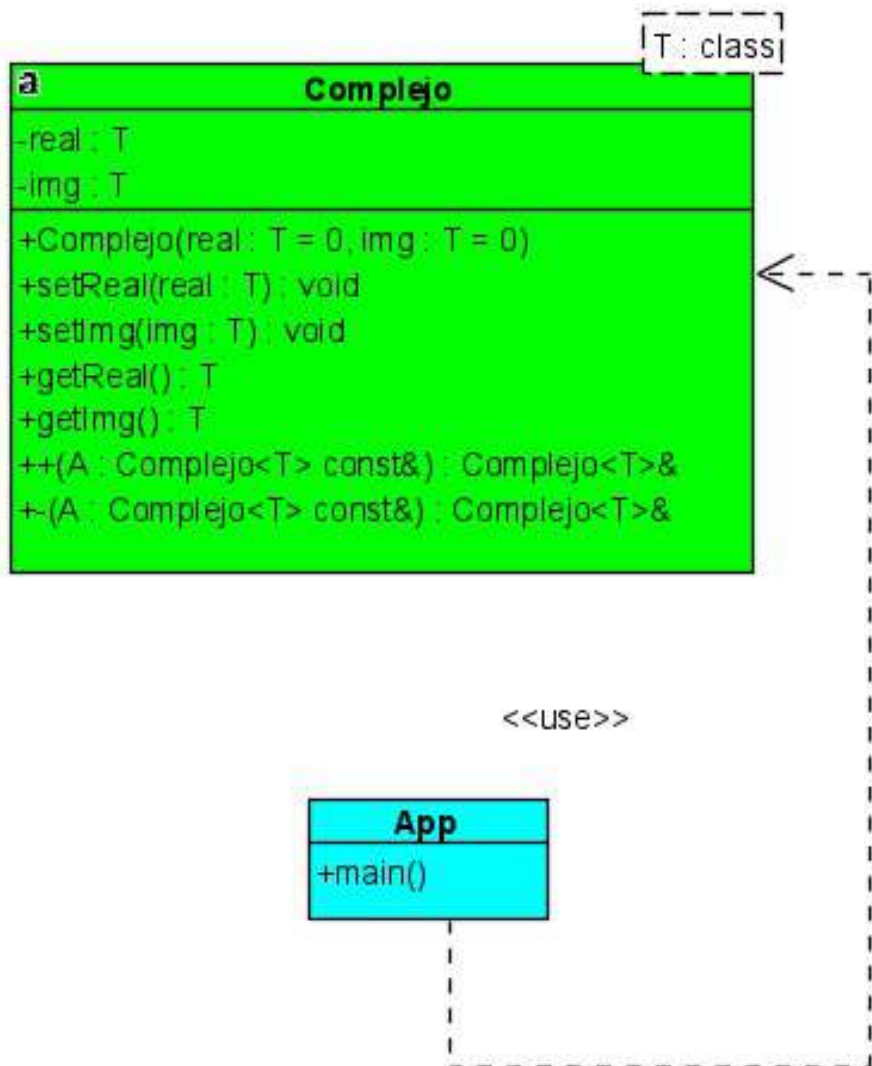 T : class
a
Complejo
-real : T
-img : T
+Complejo(real : T = 0, img : T = 0)
+setReal(real : T) : void
+setImg(img : T) : void
+getReal() : T
+getImg() : T
++(A : Complejo<T> const&) : Complejo<T>&
+-(A : Complejo<T> const&) : Complejo<T>&
<<use>>
App
+main()